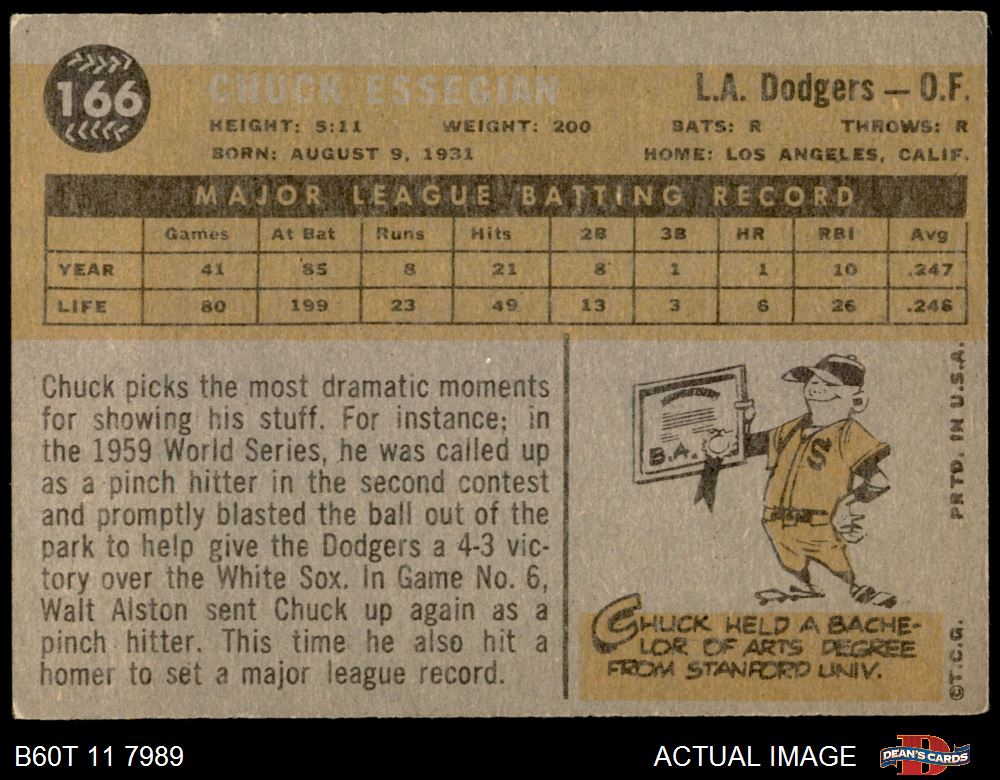 166
CHUCK ESSEGIAN
L.A. Dodgers — O.F.
HEIGHT: 5:11 WEIGHT: 200 BATS: R THROWS: R
BORN: AUGUST 9, 1931 HOME: LOS ANGELES, CALIF.
MAJOR LEAGUE BATTING RECORD
Games At Bat Runs Hits 2B 3B HR RBI Avg
YEAR 41 85 8 21 8 1 1 10 .247
LIFE 80 199 23 49 13 3 6 26 .246
Chuck picks the most dramatic moments
for showing his stuff. For instance; in
the 1959 World Series, he was called up
as a pinch hitter in the second contest
and promptly blasted the ball out of the
park to help give the Dodgers a 4-3 vic-
tory over the White Sox. In Game No. 6,
Walt Alston sent Chuck up again as a
pinch hitter. This time he also hit a
homer to set a major league record.
B.A.
S
CHUCK HELD A BACHE-
LOR OF ARTS DEGREE
FROM STANFORD UNIV.
PRTD. IN U.S.A.
©T.C.G.
B60T 11 7989
ACTUAL IMAGE
DEAN'S CARDS